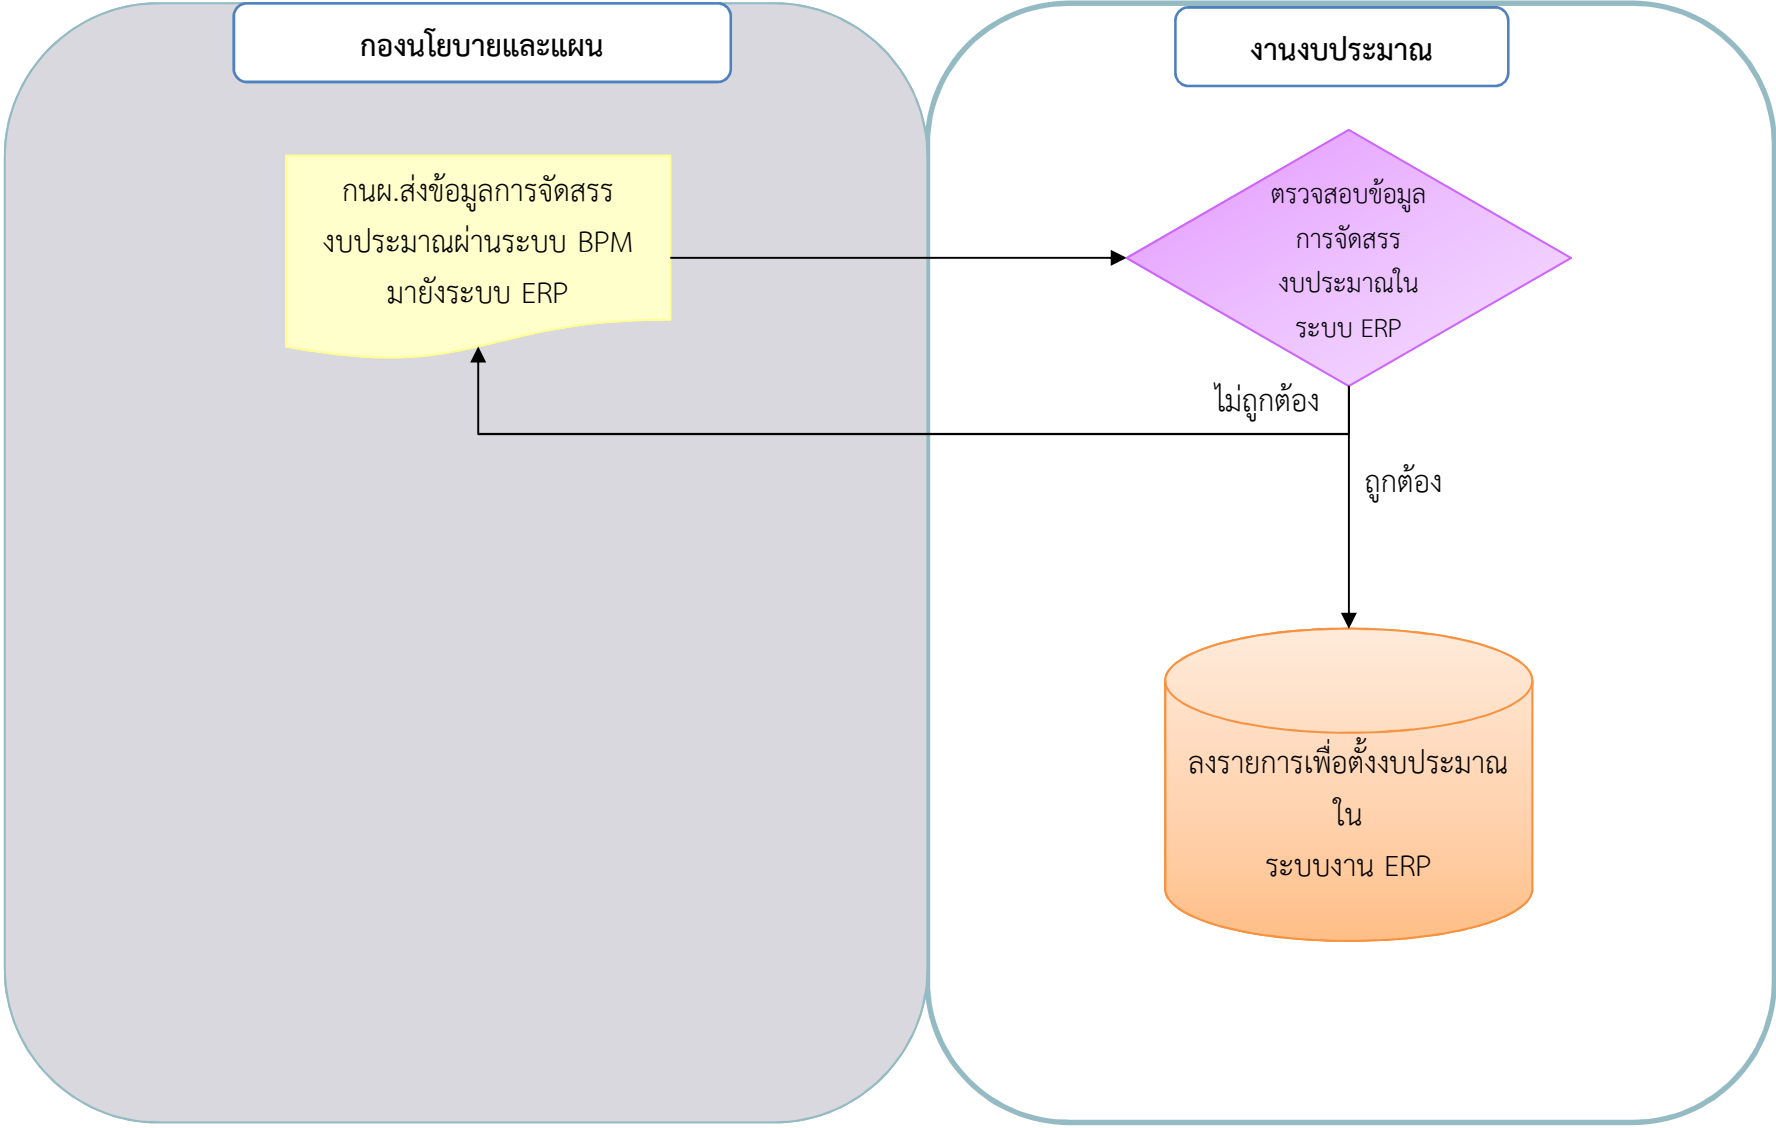 กองนโยบายและแผน
งานงบประมาณ
กนผ.ส่งข้อมูลการจัดสรร
งบประมาณผ่านระบบ BPM
มายังระบบ ERP
ตรวจสอบข้อมูล
การจัดสรร
งบประมาณใน
ระบบ ERP
ไม่ถูกต้อง
ถูกต้อง
ลงรายการเพื่อตั้งงบประมาณ
ใน
ระบบงาน ERP